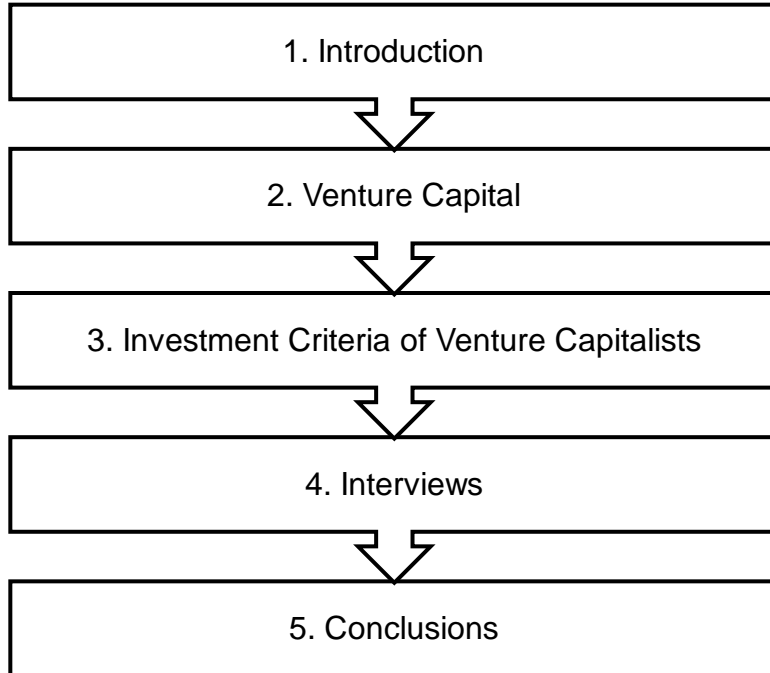 1. Introduction
2. Venture Capital
3. Investment Criteria of Venture Capitalists
4. Interviews
5. Conclusions